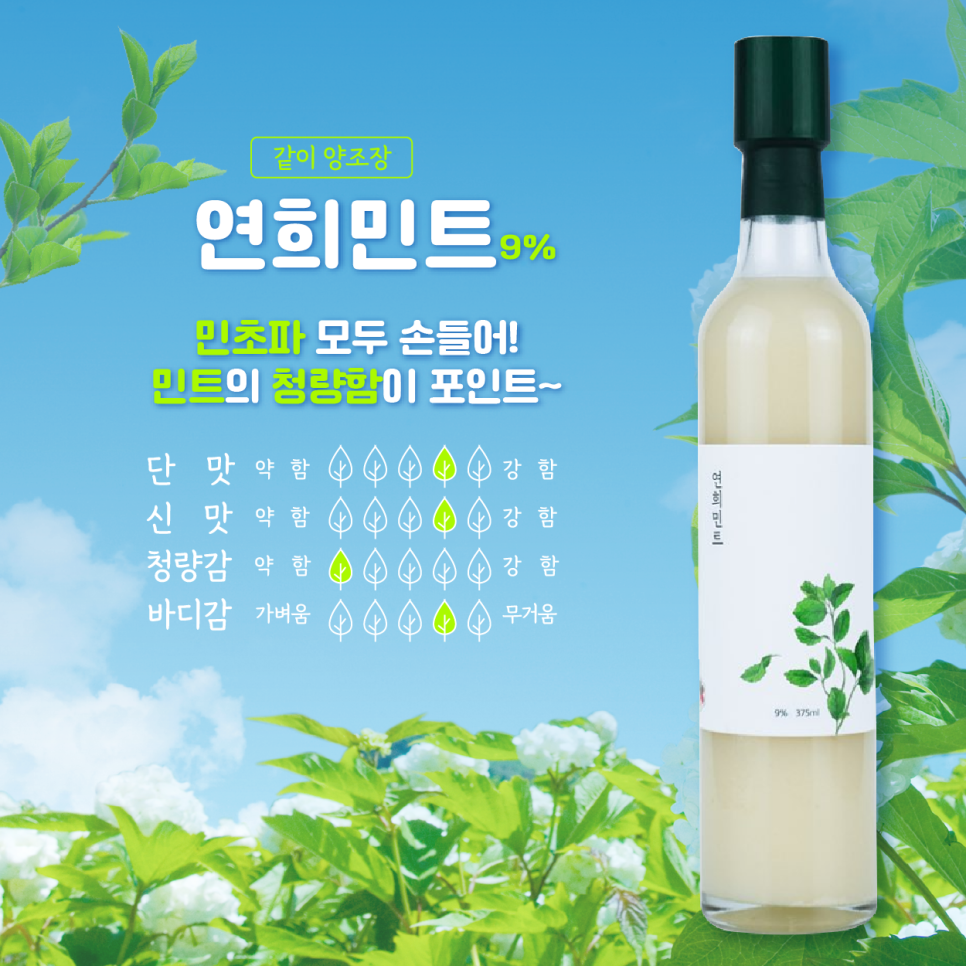 같이 양조장
연희민트 9%
민초파 모두 손들어!
민트의 청량함이 포인트~
단 맛 약 함 강 함
신 맛 약 함 강 함
청량감 약 함 강 함
바디감 가벼움 무거움
연희민트
9% 375ml